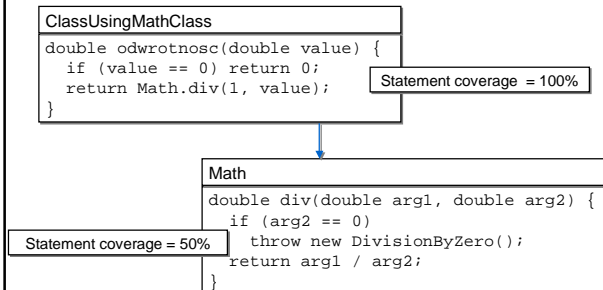 ClassUsingMathClass
double odwrotnosc(double value) {
  if (value == 0) return 0;
  return Math.div(1, value);
}
Statement coverage  = 100%
Math
double div(double arg1, double arg2) {
  if (arg2 == 0)
    throw new DivisionByZero();
  return arg1 / arg2;
}
Statement coverage = 50%